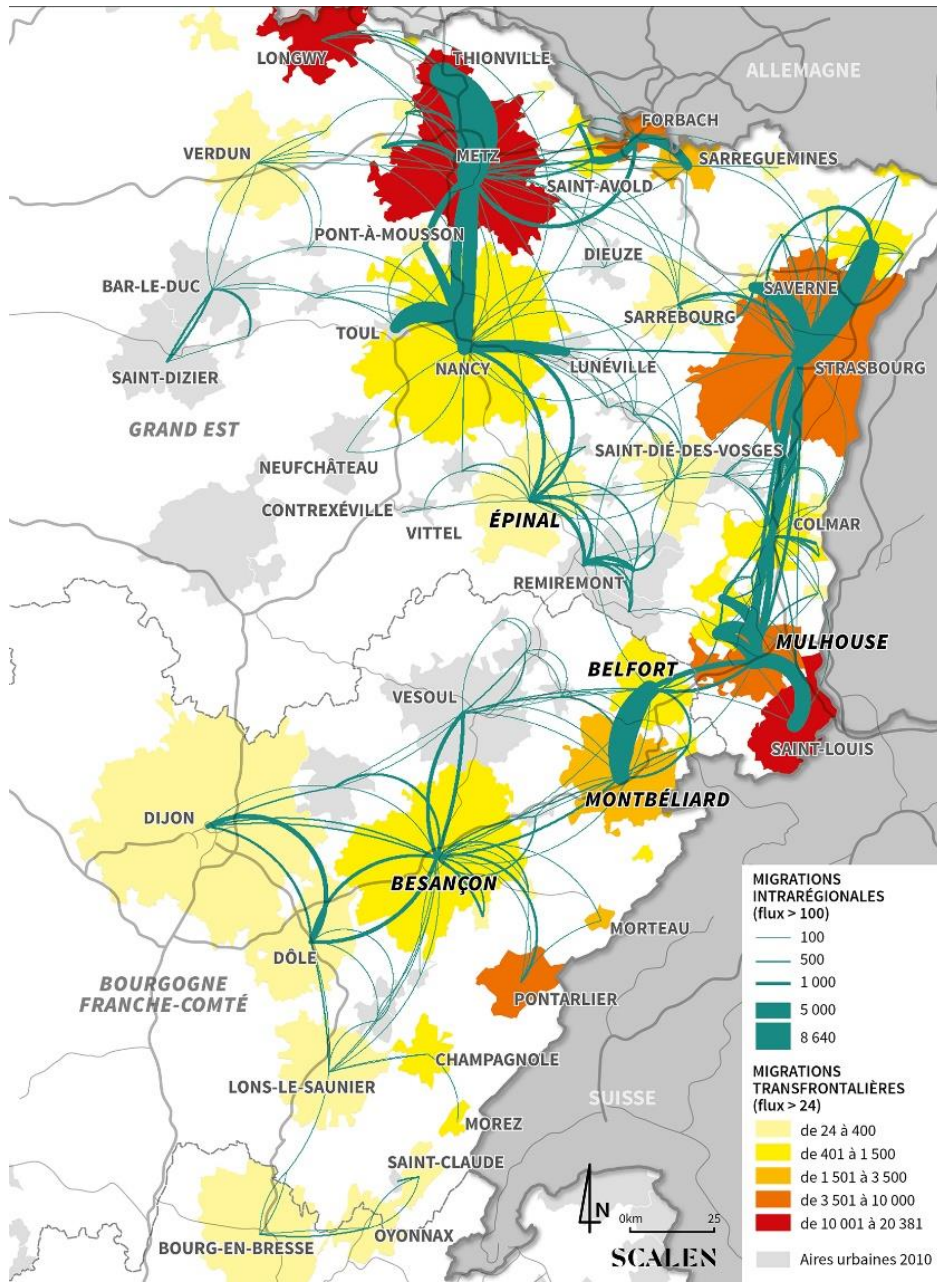 LONGWY
THIONVILLE
ALLEMAGNE
FORBACH
VERDUN
METZ
SARREGUEMINES
SAINT-AVOLD
PONT-À-MOUSSON
DIEUZE
BAR-LE-DUC
SAVERNE
SARREBOURG
TOUL
SAINT-DIZIER
NANCY
LUNÉVILLE
STRASBOURG
GRAND EST
SAINT-DIÉ-DES-VOSGES
NEUFCHÂTEAU
CONTREXÉVILLE
VITTEL
ÉPINAL
COLMAR
REMIREMONT
MULHOUSE
BELFORT
VESOUL
SAINT-LOUIS
MONTBÉLIARD
DIJON
BESANÇON
MORTEAU
DÔLE
BOURGOGNE
FRANCHE-COMTÉ
PONTARLIER
CHAMPAGNOLE
LONS-LE-SAUNIER
SUISSE
MOREZ
SAINT-CLAUDE
OYONNAX
BOURG-EN-BRESSE
N
0km 25
SCALEN
MIGRATIONS
INTRARÉGIONALES
(flux > 100)
100
500
1 000
5 000
8 640
MIGRATIONS
TRANSFRONTALIÈRES
(flux > 24)
de 24 à 400
de 401 à 1 500
de 1 501 à 3 500
de 3 501 à 10 000
de 10 001 à 20 381
Aires urbaines 2010